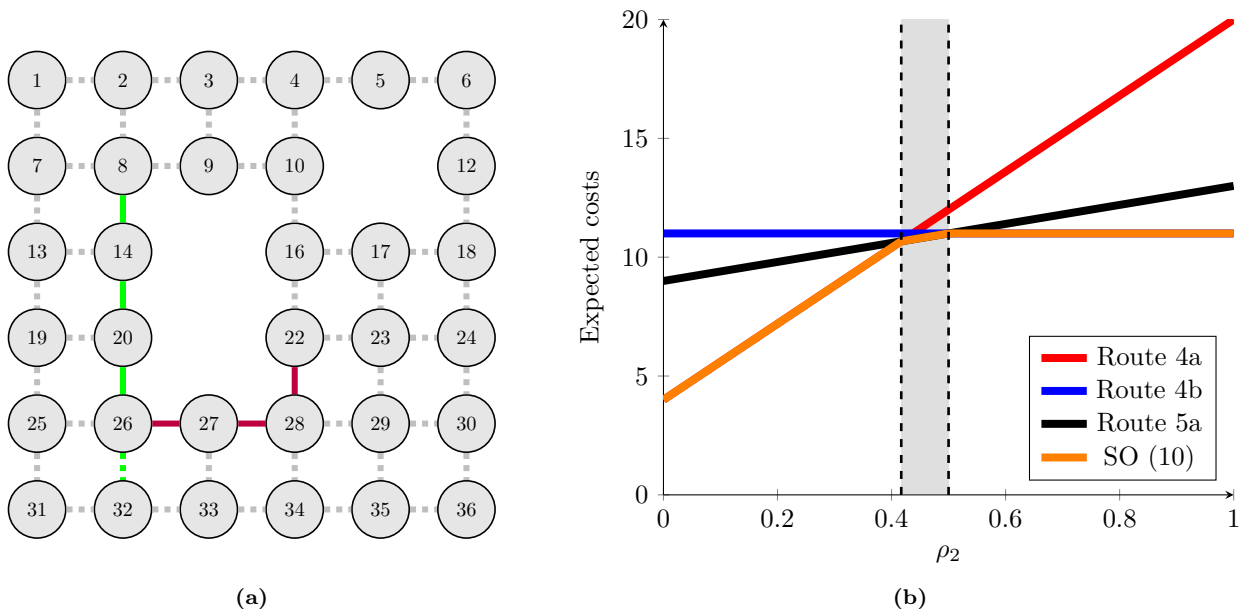 1 2 3 4 5 6
7 8 9 10 12
13 14 16 17 18
19 20 22 23 24
25 26 27 28 29 30
31 32 33 34 35 36
(a)
20
15
10
5
0
Expected costs
0 0.2 0.4 0.6 0.8 1
ρ₂
Route 4a
Route 4b
Route 5a
SO (10)
(b)